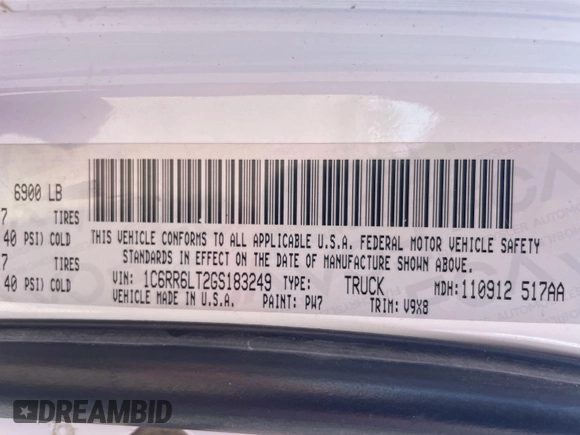 6900 LB
7 TIRES
40 PSI) COLD
7 TIRES
40 PSI) COLD
THIS VEHICLE CONFORMS TO ALL APPLICABLE U.S.A. FEDERAL MOTOR VEHICLE SAFETY
STANDARDS IN EFFECT ON THE DATE OF MANUFACTURE SHOWN ABOVE.
VIN: 1C6RR6LT2GS183249 TYPE: TRUCK MDH: 110912 517AA
VEHICLE MADE IN U.S.A. PAINT: PW7 TRIM: V9X8
DREAMBID